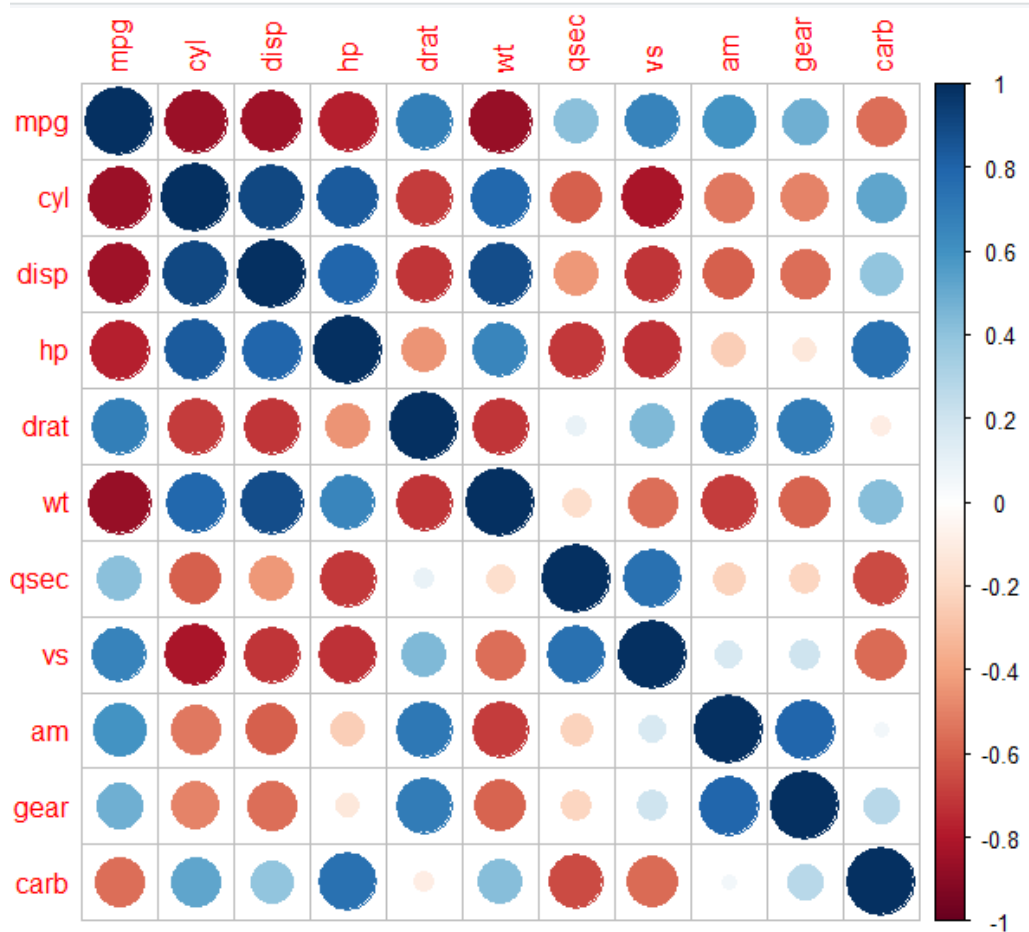 mpg cyl disp hp drat wt qsec vs am gear carb
mpg
cyl
disp
hp
drat
wt
qsec
vs
am
gear
carb
1
0.8
0.6
0.4
0.2
0
-0.2
-0.4
-0.6
-0.8
-1